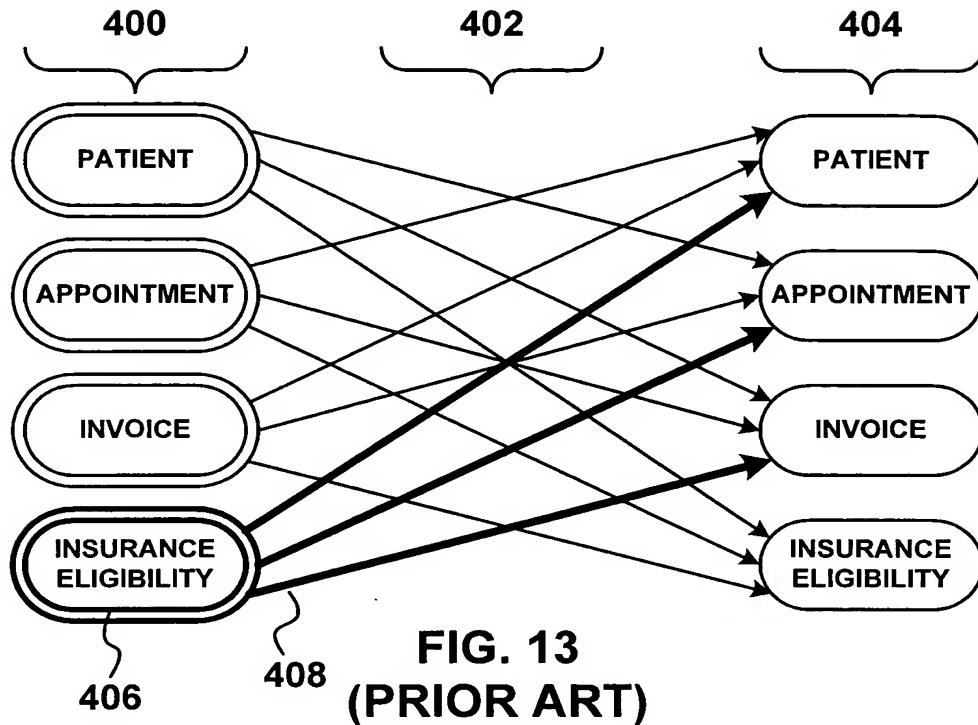 400 402 404
PATIENT PATIENT
APPOINTMENT APPOINTMENT
INVOICE INVOICE
INSURANCE INSURANCE
ELIGIBILITY ELIGIBILITY
406 408
FIG. 13
(PRIOR ART)